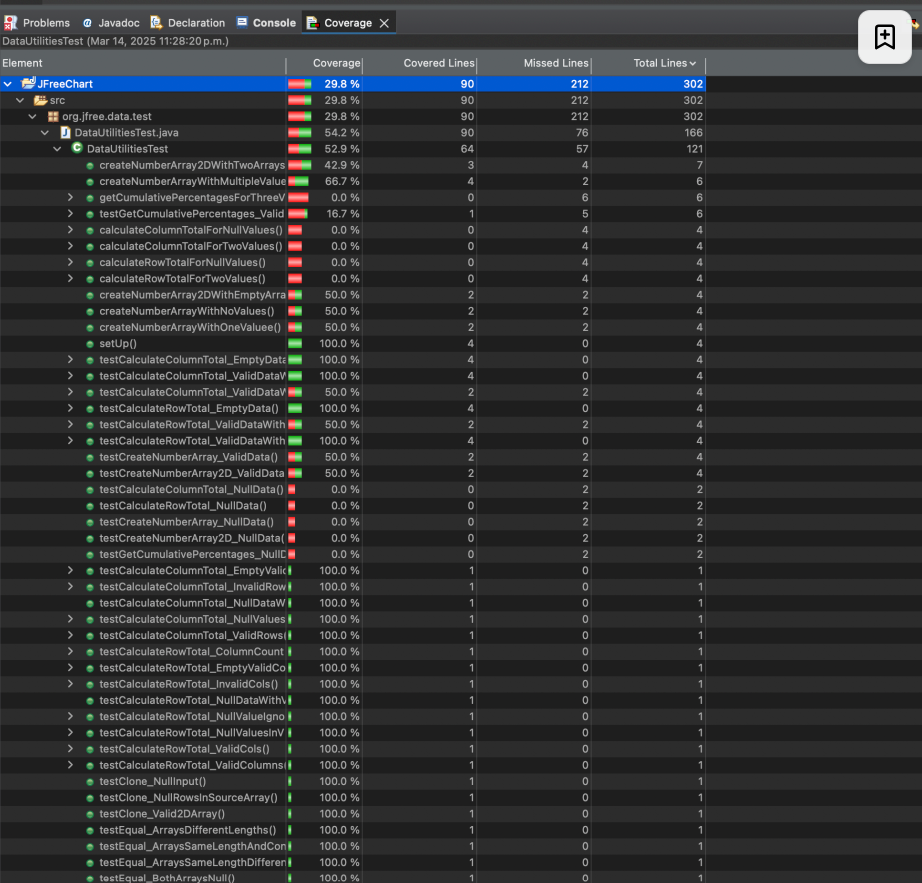 Problems Javadoc Declaration Console Coverage
DataUtilitiesTest (Mar 14, 2025 11:28:20 p.m.)
Element Coverage Covered Lines Missed Lines Total Lines
JFreeChart 29.8 % 90 212 302
src 29.8 % 90 212 302
org.jfree.data.test 29.8 % 90 212 302
DataUtilitiesTest.java 54.2 % 90 76 166
DataUtilitiesTest 52.9 % 64 57 121
createNumberArray2DWithTwoArrays 42.9 % 3 4 7
createNumberArrayWithMultipleValue 66.7 % 4 2 6
getCumulativePercentagesForThreeV 0.0 % 0 6 6
testGetCumulativePercentages_Valid 16.7 % 1 5 6
calculateColumnTotalForNullValues() 0.0 % 0 4 4
calculateColumnTotalForTwoValues() 0.0 % 0 4 4
calculateRowTotalForNullValues() 0.0 % 0 4 4
calculateRowTotalForTwoValues() 0.0 % 0 4 4
createNumberArray2DWithEmptyArra 50.0 % 2 2 4
createNumberArrayWithNoValues() 50.0 % 2 2 4
createNumberArrayWithOneValuee() 50.0 % 2 2 4
setUp() 100.0 % 4 0 4
testCalculateColumnTotal_EmptyData 100.0 % 4 0 4
testCalculateColumnTotal_ValidDataW 100.0 % 4 0 4
testCalculateColumnTotal_ValidDataW 50.0 % 2 2 4
testCalculateRowTotal_EmptyData() 100.0 % 4 0 4
testCalculateRowTotal_ValidDataWith 50.0 % 2 2 4
testCalculateRowTotal_ValidDataWith 100.0 % 4 0 4
testCreateNumberArray_ValidData() 50.0 % 2 2 4
testCreateNumberArray2D_ValidData 50.0 % 2 2 4
testCalculateColumnTotal_NullData() 0.0 % 0 2 2
testCalculateRowTotal_NullData() 0.0 % 0 2 2
testCreateNumberArray_NullData() 0.0 % 0 2 2
testCreateNumberArray2D_NullData( 0.0 % 0 2 2
testGetCumulativePercentages_NullD 0.0 % 0 2 2
testCalculateColumnTotal_EmptyValid 100.0 % 1 0 1
testCalculateColumnTotal_InvalidRow 100.0 % 1 0 1
testCalculateColumnTotal_NullDataW 100.0 % 1 0 1
testCalculateColumnTotal_NullValues 100.0 % 1 0 1
testCalculateColumnTotal_ValidRows( 100.0 % 1 0 1
testCalculateRowTotal_ColumnCount 100.0 % 1 0 1
testCalculateRowTotal_EmptyValidCo 100.0 % 1 0 1
testCalculateRowTotal_InvalidCols() 100.0 % 1 0 1
testCalculateRowTotal_NullDataWithV 100.0 % 1 0 1
testCalculateRowTotal_NullValueIgno 100.0 % 1 0 1
testCalculateRowTotal_NullValuesInV 100.0 % 1 0 1
testCalculateRowTotal_ValidCols() 100.0 % 1 0 1
testCalculateRowTotal_ValidColumns( 100.0 % 1 0 1
testClone_NullInput() 100.0 % 1 0 1
testClone_NullRowsInSourceArray() 100.0 % 1 0 1
testClone_Valid2DArray() 100.0 % 1 0 1
testEqual_ArraysDifferentLengths() 100.0 % 1 0 1
testEqual_ArraysSameLengthAndCon 100.0 % 1 0 1
testEqual_ArraysSameLengthDifferen 100.0 % 1 0 1
testEqual_BothArraysNull() 100.0 % 1 0 1